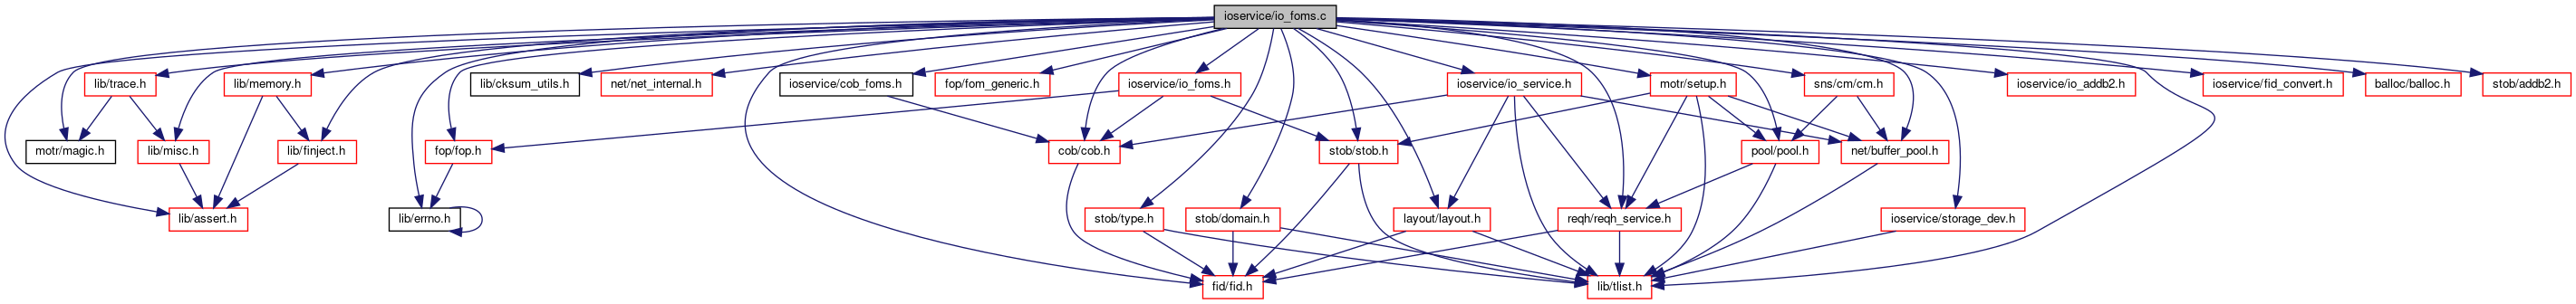 ioservice/io_foms.c
lib/trace.h
lib/memory.h
lib/cksum_utils.h
net/net_internal.h
ioservice/cob_foms.h
fop/fom_generic.h
ioservice/io_foms.h
ioservice/io_service.h
motr/setup.h
sns/cm/cm.h
ioservice/io_addb2.h
ioservice/fid_convert.h
balloc/balloc.h
stob/addb2.h
motr/magic.h
lib/misc.h
lib/finject.h
fop/fop.h
cob/cob.h
stob/stob.h
pool/pool.h
net/buffer_pool.h
lib/assert.h
lib/errno.h
stob/type.h
stob/domain.h
layout/layout.h
reqh/reqh_service.h
ioservice/storage_dev.h
fid/fid.h
lib/tlist.h